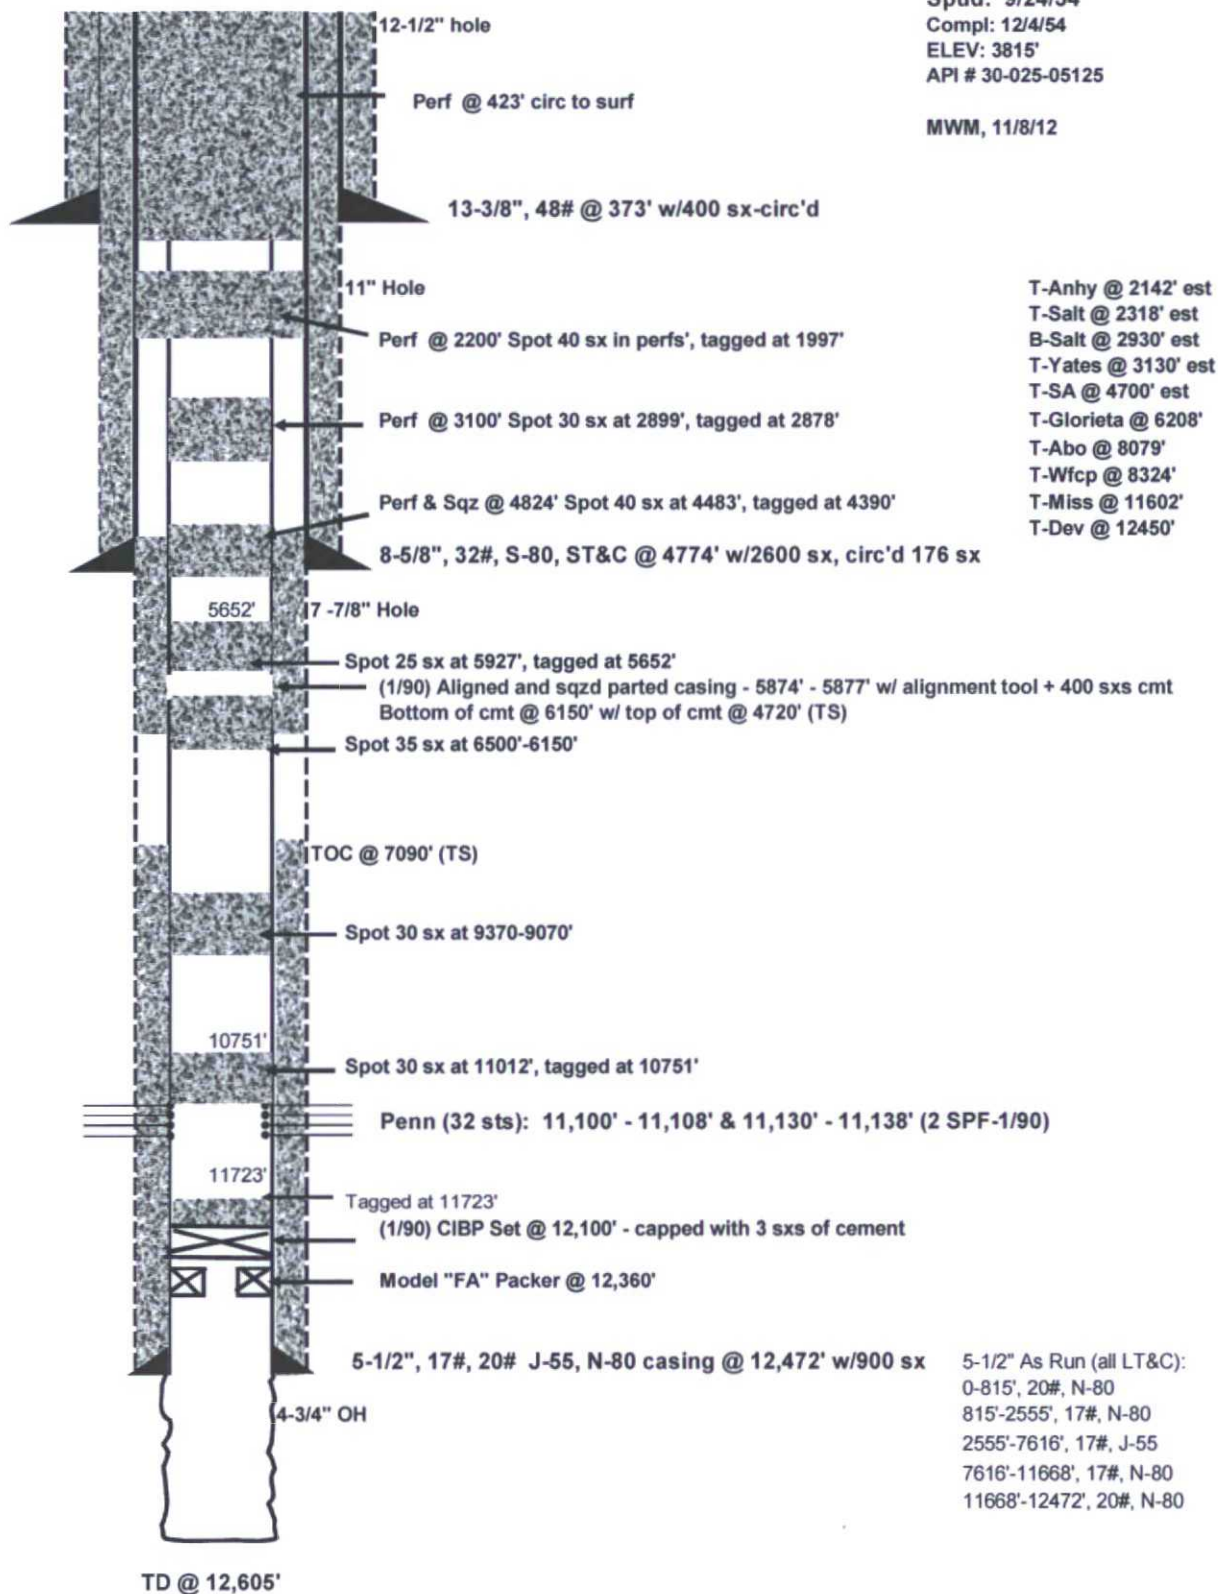 Spud: 9/24/54
Compl: 12/4/54
ELEV: 3815'
API # 30-025-05125
MWM, 11/8/12
12-1/2" hole
Perf @ 423' circ to surf
13-3/8", 48# @ 373' w/400 sx-circ'd
11" Hole
Perf @ 2200' Spot 40 sx in perfs', tagged at 1997'
Perf @ 3100' Spot 30 sx at 2899', tagged at 2878'
Perf & Sqz @ 4824' Spot 40 sx at 4483', tagged at 4390'
8-5/8", 32#, S-80, ST&C @ 4774' w/2600 sx, circ'd 176 sx
T-Anhy @ 2142' est
T-Salt @ 2318' est
B-Salt @ 2930' est
T-Yates @ 3130' est
T-SA @ 4700' est
T-Glorieta @ 6208'
T-Abo @ 8079'
T-Wfcp @ 8324'
T-Miss @ 11602'
T-Dev @ 12450'
5652'
7 -7/8" Hole
Spot 25 sx at 5927', tagged at 5652'
(1/90) Aligned and sqzd parted casing - 5874' - 5877' w/ alignment tool + 400 sxs cmt
Bottom of cmt @ 6150' w/ top of cmt @ 4720' (TS)
Spot 35 sx at 6500'-6150'
TOC @ 7090' (TS)
Spot 30 sx at 9370-9070'
10751'
Spot 30 sx at 11012', tagged at 10751'
Penn (32 sts): 11,100' - 11,108' & 11,130' - 11,138' (2 SPF-1/90)
11723'
Tagged at 11723'
(1/90) CIBP Set @ 12,100' - capped with 3 sxs of cement
Model "FA" Packer @ 12,360'
5-1/2", 17#, 20# J-55, N-80 casing @ 12,472' w/900 sx
4-3/4" OH
5-1/2" As Run (all LT&C):
0-815', 20#, N-80
815'-2555', 17#, N-80
2555'-7616', 17#, J-55
7616'-11668', 17#, N-80
11668'-12472', 20#, N-80
TD @ 12,605'